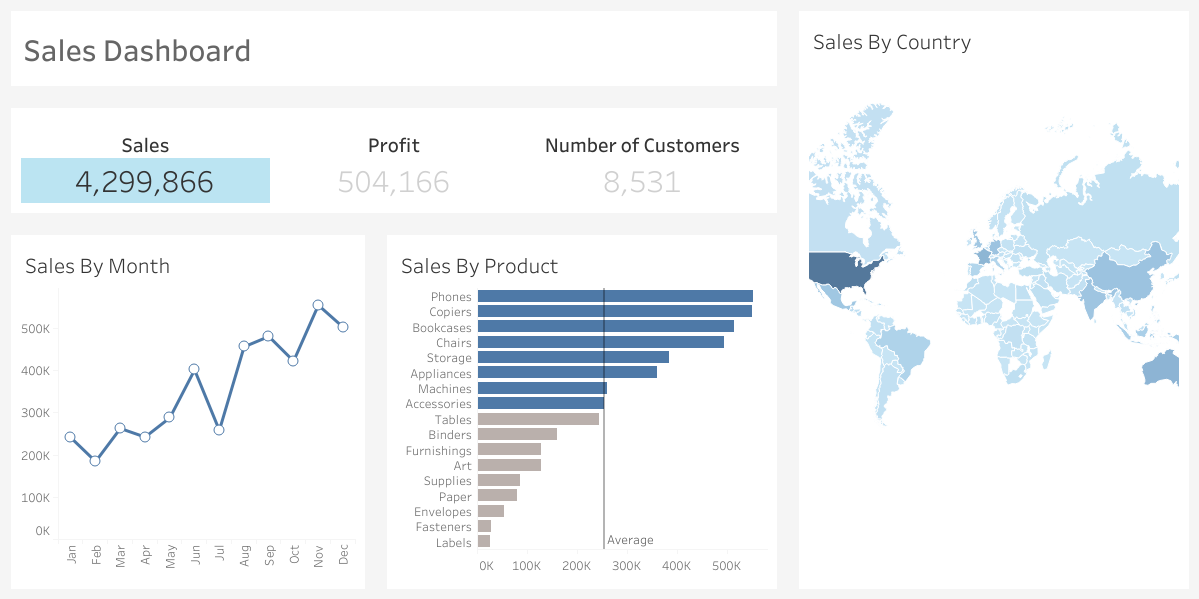 Sales Dashboard
Sales Profit Number of Customers
4,299,866 504,166 8,531
Sales By Month
500K
400K
300K
200K
100K
0K
Jan Feb Mar Apr May Jun Jul Aug Sep Oct Nov Dec
Sales By Product
Phones
Copiers
Bookcases
Chairs
Storage
Appliances
Machines
Accessories
Tables
Binders
Furnishings
Art
Supplies
Paper
Envelopes
Fasteners
Labels
Average
0K 100K 200K 300K 400K 500K
Sales By Country